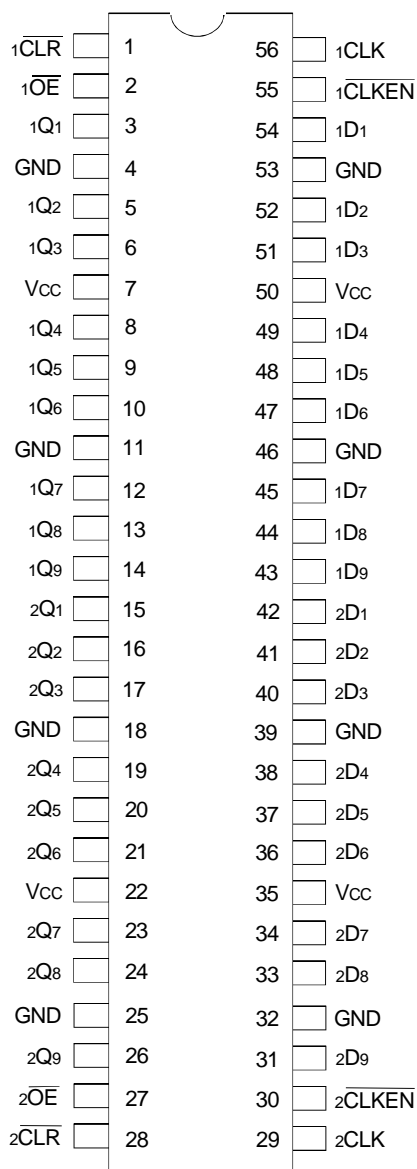 1CLR 1 56 1CLK
1OE 2 55 1CLKEN
1Q1 3 54 1D1
GND 4 53 GND
1Q2 5 52 1D2
1Q3 6 51 1D3
VCC 7 50 VCC
1Q4 8 49 1D4
1Q5 9 48 1D5
1Q6 10 47 1D6
GND 11 46 GND
1Q7 12 45 1D7
1Q8 13 44 1D8
1Q9 14 43 1D9
2Q1 15 42 2D1
2Q2 16 41 2D2
2Q3 17 40 2D3
GND 18 39 GND
2Q4 19 38 2D4
2Q5 20 37 2D5
2Q6 21 36 2D6
VCC 22 35 VCC
2Q7 23 34 2D7
2Q8 24 33 2D8
GND 25 32 GND
2Q9 26 31 2D9
2OE 27 30 2CLKEN
2CLR 28 29 2CLK